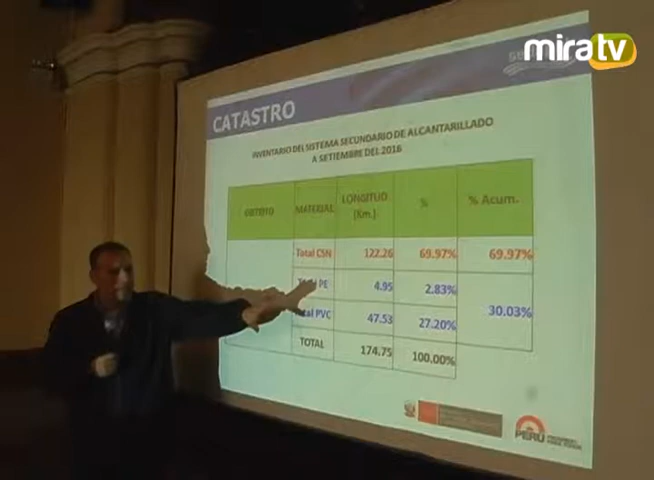 miratv
CATASTRO
INVENTARIO DEL SISTEMA SECUNDARIO DE ALCANTARILLADO
A SETIEMBRE DEL 2016
MATERIAL LONGITUD (Km.) % % Acum.
Total CSN 122.26 69.97% 69.97%
PE 4.95 2.83%
30.03%
PVC 47.53 27.20%
TOTAL 174.75 100.00%
PERÚ